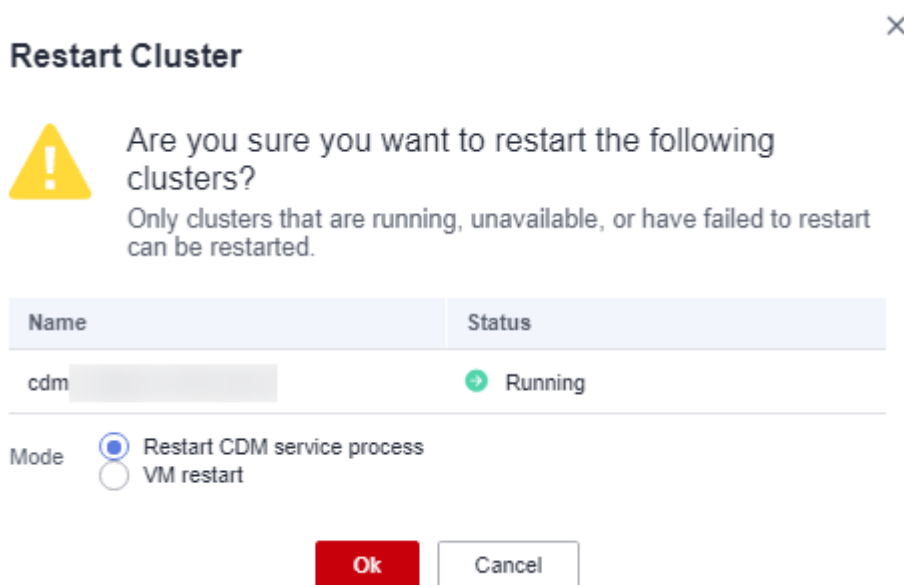 Restart Cluster
Are you sure you want to restart the following
clusters?
Only clusters that are running, unavailable, or have failed to restart
can be restarted.
Name Status
cdm Running
Mode Restart CDM service process
VM restart
Ok Cancel